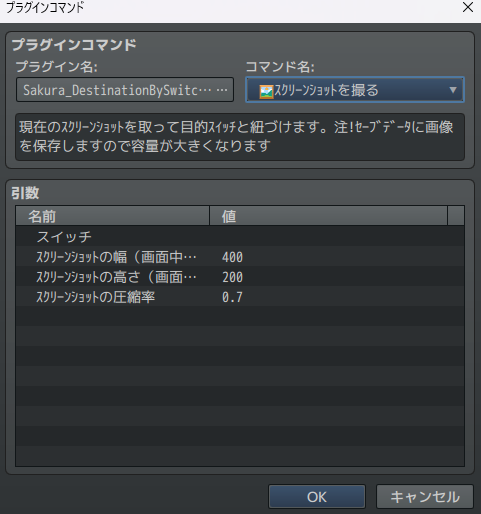 プラグインコマンド
プラグインコマンド
プラグイン名:
コマンド名:
Sakura_DestinationBySwitc… …
ｽｸﾘｰﾝｼｮｯﾄを撮る
現在のｽｸﾘｰﾝｼｮｯﾄを取って目的ｽｲｯﾁと紐づけます。注!ｾｰﾌﾞﾃﾞｰﾀに画像
を保存しますので容量が大きくなります
引数
名前 値
スイッチ
ｽｸﾘｰﾝｼｮｯﾄの幅（画面中… 400
ｽｸﾘｰﾝｼｮｯﾄの高さ（画面… 200
ｽｸﾘｰﾝｼｮｯﾄの圧縮率 0.7
OK キャンセル